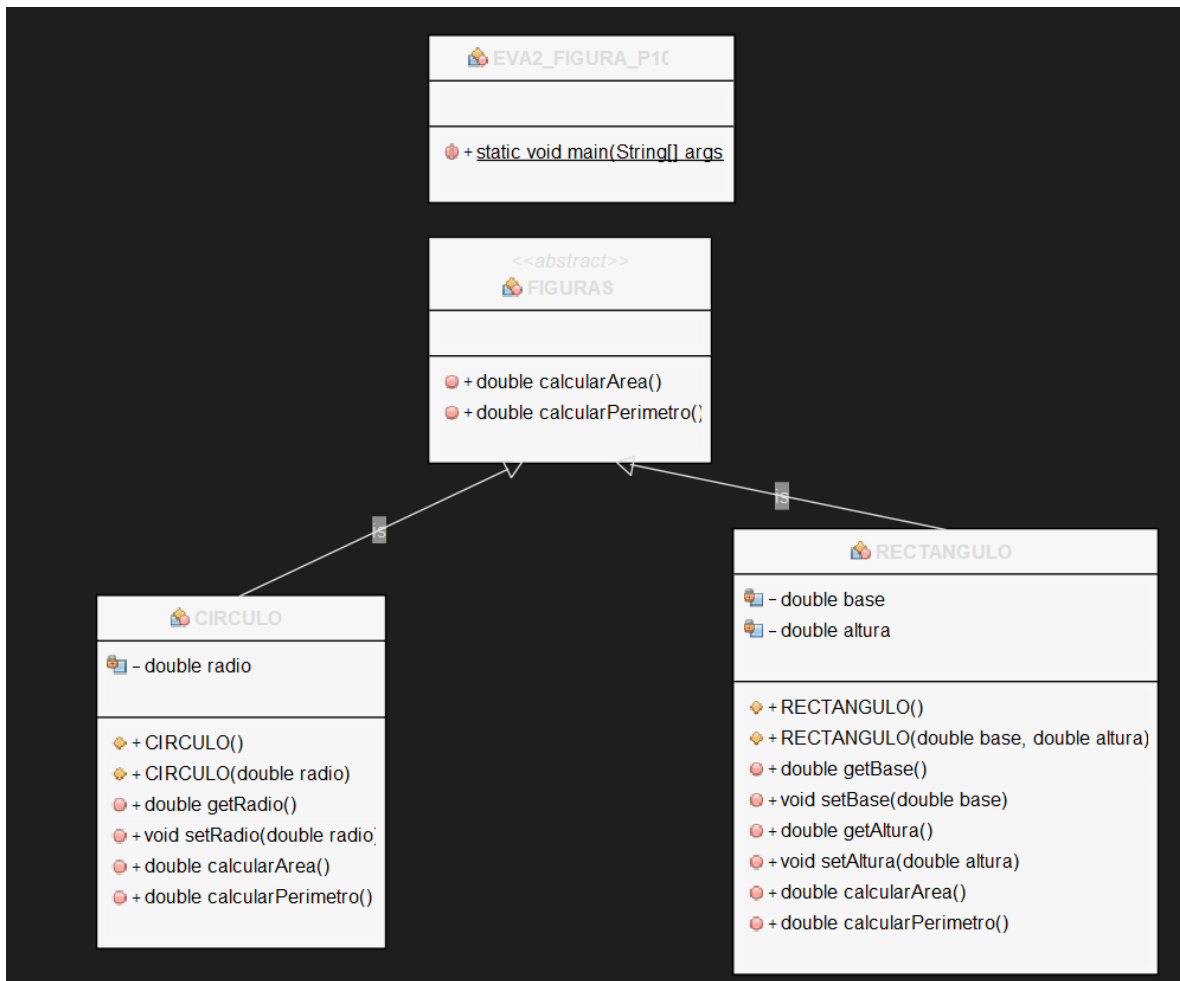 EVA2_FIGURA_P10
+ static void main(String[] args
<<abstract>>
FIGURAS
+ double calcularArea()
+ double calcularPerimetro()
is
is
CIRCULO
– double radio
+ CIRCULO()
+ CIRCULO(double radio)
+ double getRadio()
+ void setRadio(double radio)
+ double calcularArea()
+ double calcularPerimetro()
RECTANGULO
– double base
– double altura
+ RECTANGULO()
+ RECTANGULO(double base, double altura)
+ double getBase()
+ void setBase(double base)
+ double getAltura()
+ void setAltura(double altura)
+ double calcularArea()
+ double calcularPerimetro()